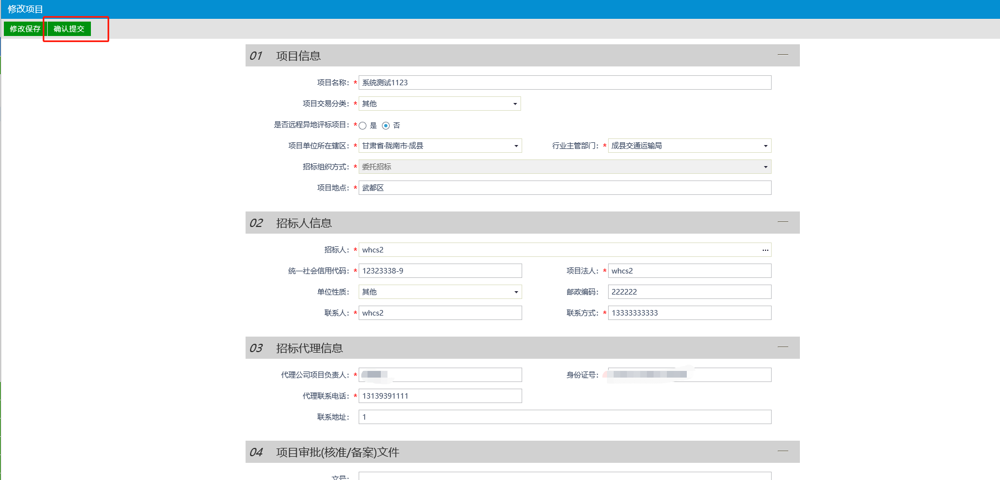 修改项目
修改保存 确认提交
01 项目信息
项目名称: * 系统测试1123
项目交易分类: * 其他
是否远程异地评标项目: * 是 否
项目单位所在辖区: * 甘肃省·陇南市·成县 行业主管部门: * 成县交通运输局
招标组织方式: * 委托招标
项目地点: * 武都区
02 招标人信息
招标人: * whcs2 ...
统一社会信用代码: * 12323338-9 项目法人: * whcs2
单位性质: 其他 邮政编码: 222222
联系人: * whcs2 联系方式: * 13333333333
03 招标代理信息
代理公司项目负责人: * 身份证号:
代理联系电话: * 13139391111
联系地址: 1
04 项目审批(核准/备案)文件
文号: